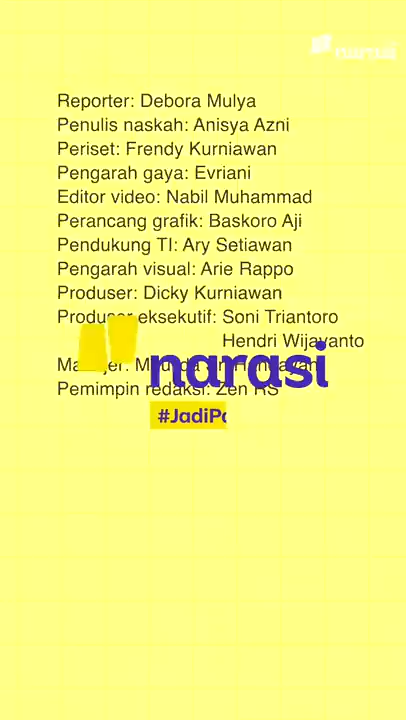 narasi
Reporter: Debora Mulya
Penulis naskah: Anisya Azni
Periset: Frendy Kurniawan
Pengarah gaya: Evriani
Editor video: Nabil Muhammad
Perancang grafik: Baskoro Aji
Pendukung TI: Ary Setiawan
Pengarah visual: Arie Rappo
Produser: Dicky Kurniawan
Produser eksekutif: Soni Triantoro
Hendri Wijayanto
narasi
Pemimpin redaksi: Zen RS
#JadiPa